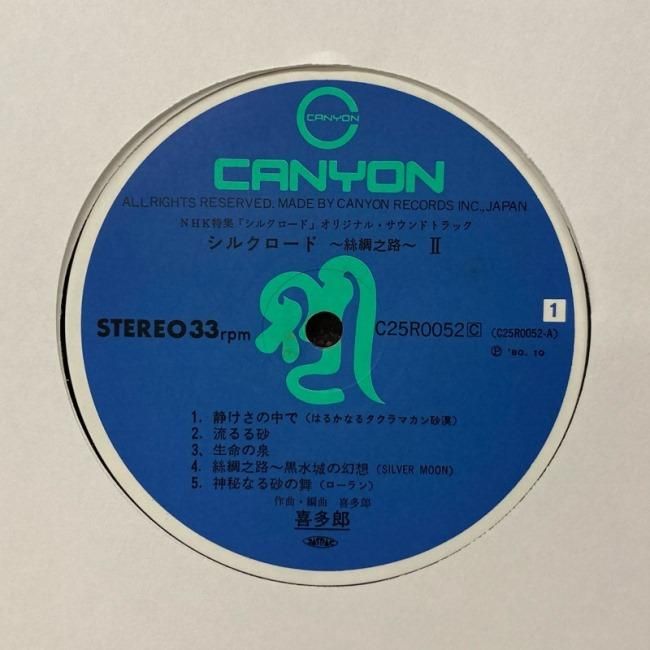 CANYON
CANYON
ALL RIGHTS RESERVED. MADE BY CANYON RECORDS INC., JAPAN
NHK特集「シルクロード」オリジナル・サウンドトラック
シルクロード ～絲綢之路～ II
1
STEREO 33rpm
C25R0052 C (C25R0052-A)
Ⓟ '80. 10
1. 静けさの中で (はるかなるタクラマカン砂漠)
2. 流るる砂
3、生命の泉
4. 絲綢之路～黒水城の幻想 (SILVER MOON)
5. 神秘なる砂の舞 (ローラン)
作曲・編曲 喜多郎
喜多郎
JASRAC